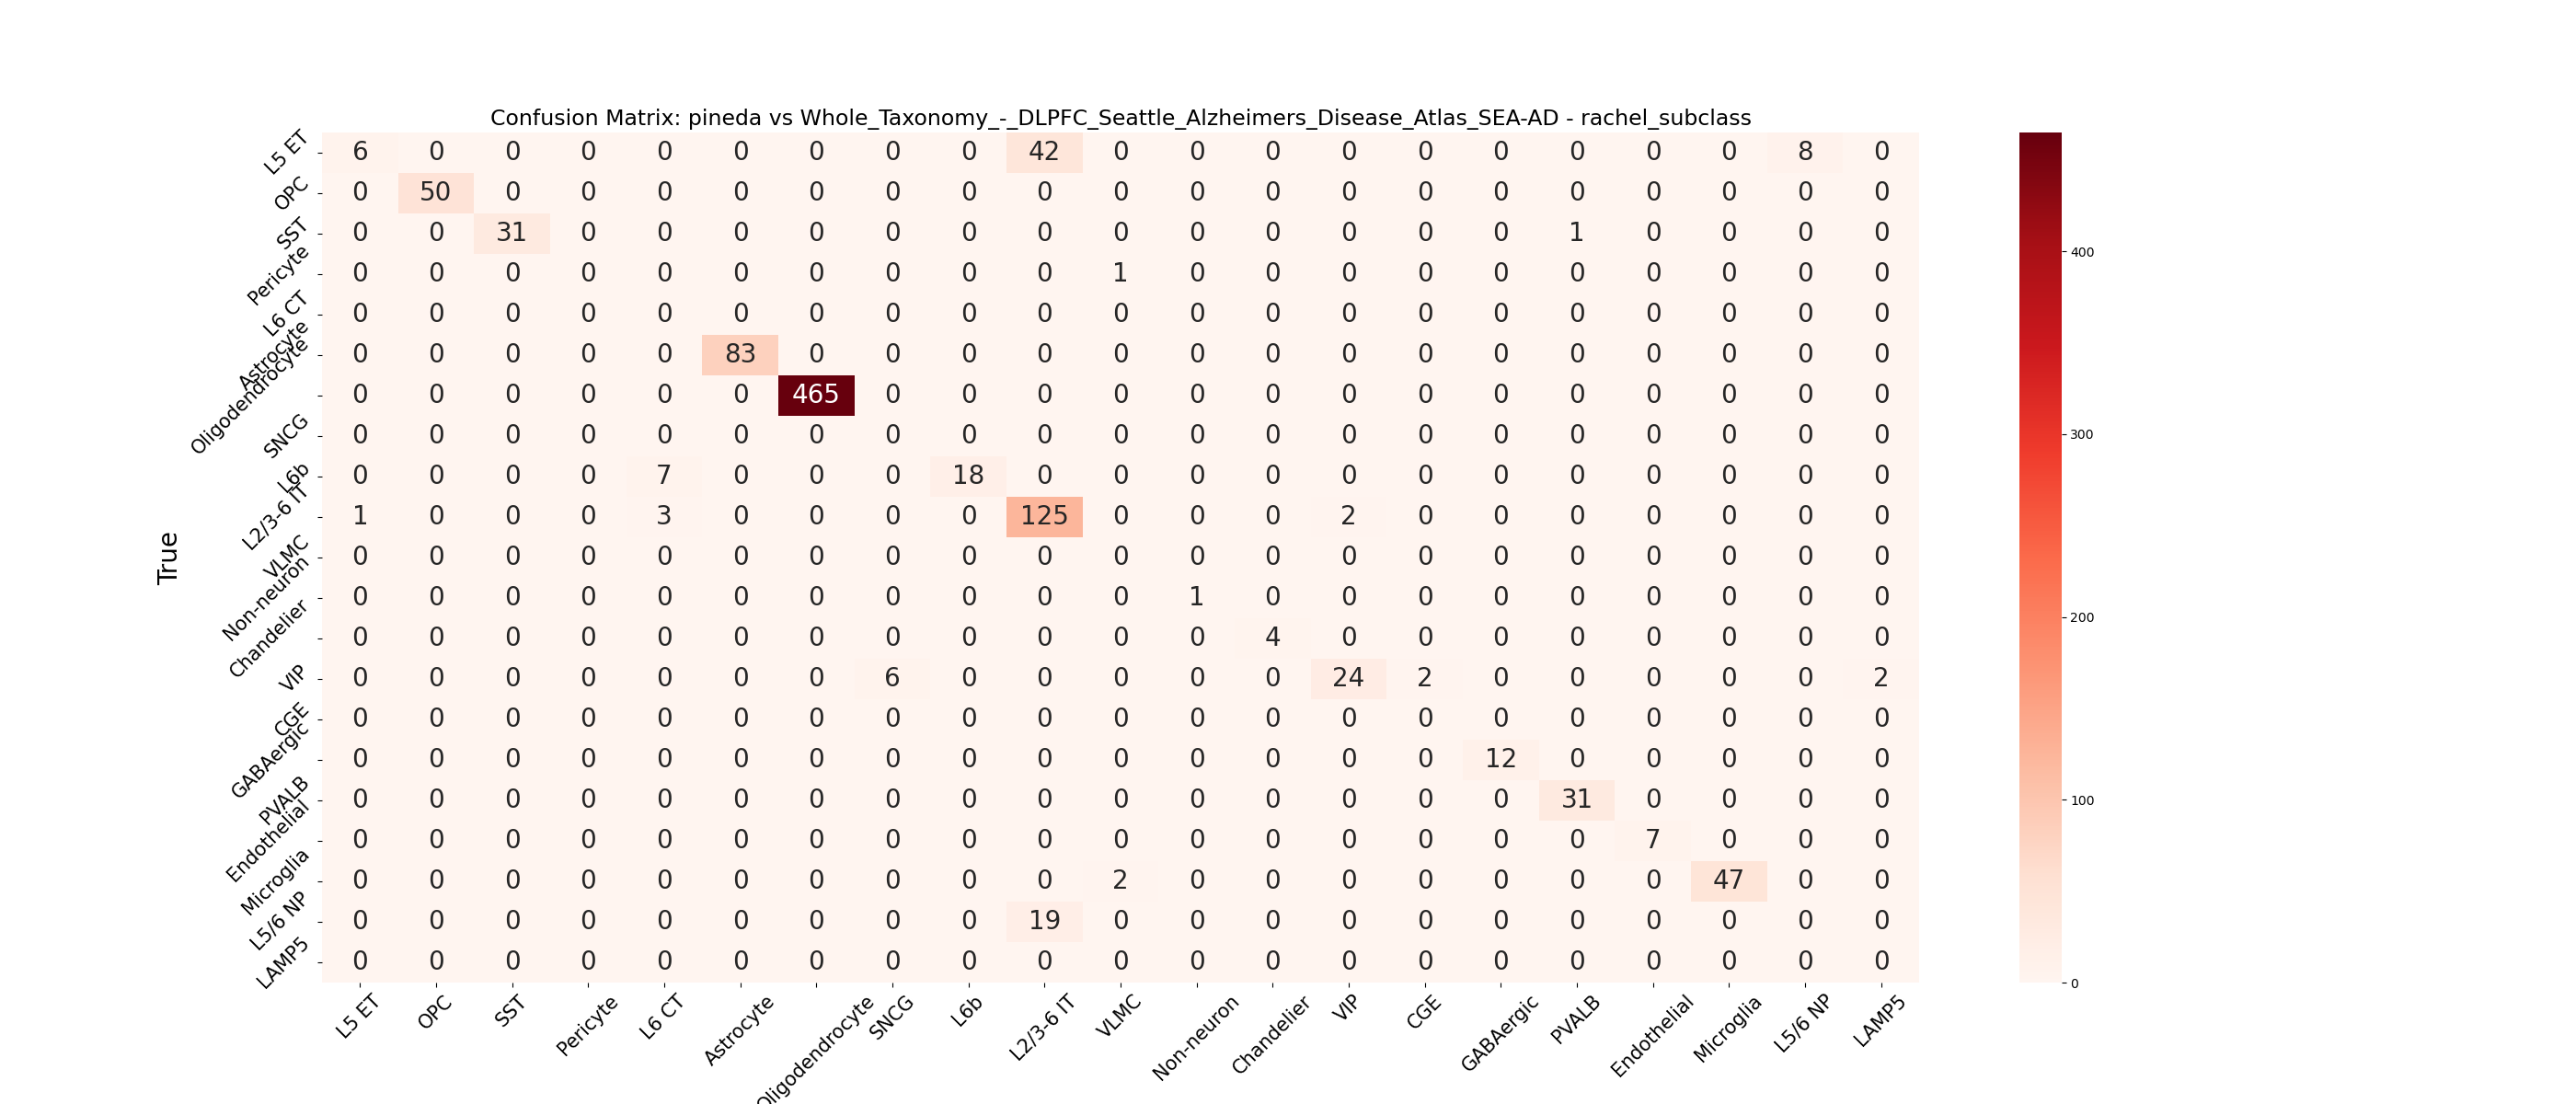 Confusion Matrix: pineda vs Whole_Taxonomy_-_DLPFC_Seattle_Alzheimers_Disease_Atlas_SEA-AD - rachel_subclass
L5 ET 6 0 0 0 0 0 0 0 0 42 0 0 0 0 0 0 0 0 0 8 0
OPC 0 50 0 0 0 0 0 0 0 0 0 0 0 0 0 0 0 0 0 0 0
SST 0 0 31 0 0 0 0 0 0 0 0 0 0 0 0 0 1 0 0 0 0
Pericyte 0 0 0 0 0 0 0 0 0 0 1 0 0 0 0 0 0 0 0 0 0
L6 CT 0 0 0 0 0 0 0 0 0 0 0 0 0 0 0 0 0 0 0 0 0
Astrocyte 0 0 0 0 0 83 0 0 0 0 0 0 0 0 0 0 0 0 0 0 0
Oligodendrocyte 0 0 0 0 0 0 465 0 0 0 0 0 0 0 0 0 0 0 0 0 0
SNCG 0 0 0 0 0 0 0 0 0 0 0 0 0 0 0 0 0 0 0 0 0
L6b 0 0 0 0 7 0 0 0 18 0 0 0 0 0 0 0 0 0 0 0 0
L2/3-6 IT 1 0 0 0 3 0 0 0 0 125 0 0 0 2 0 0 0 0 0 0 0
VLMC 0 0 0 0 0 0 0 0 0 0 0 0 0 0 0 0 0 0 0 0 0
Non-neuron 0 0 0 0 0 0 0 0 0 0 0 1 0 0 0 0 0 0 0 0 0
Chandelier 0 0 0 0 0 0 0 0 0 0 0 0 4 0 0 0 0 0 0 0 0
VIP 0 0 0 0 0 0 0 6 0 0 0 0 0 24 2 0 0 0 0 0 2
CGE 0 0 0 0 0 0 0 0 0 0 0 0 0 0 0 0 0 0 0 0 0
GABAergic 0 0 0 0 0 0 0 0 0 0 0 0 0 0 0 12 0 0 0 0 0
PVALB 0 0 0 0 0 0 0 0 0 0 0 0 0 0 0 0 31 0 0 0 0
Endothelial 0 0 0 0 0 0 0 0 0 0 0 0 0 0 0 0 0 7 0 0 0
Microglia 0 0 0 0 0 0 0 0 0 0 2 0 0 0 0 0 0 0 47 0 0
L5/6 NP 0 0 0 0 0 0 0 0 0 19 0 0 0 0 0 0 0 0 0 0 0
LAMP5 0 0 0 0 0 0 0 0 0 0 0 0 0 0 0 0 0 0 0 0 0
L5 ET OPC SST Pericyte L6 CT Astrocyte Oligodendrocyte SNCG L6b L2/3-6 IT VLMC Non-neuron Chandelier VIP CGE GABAergic PVALB Endothelial Microglia L5/6 NP LAMP5
True
400
300
200
100
0